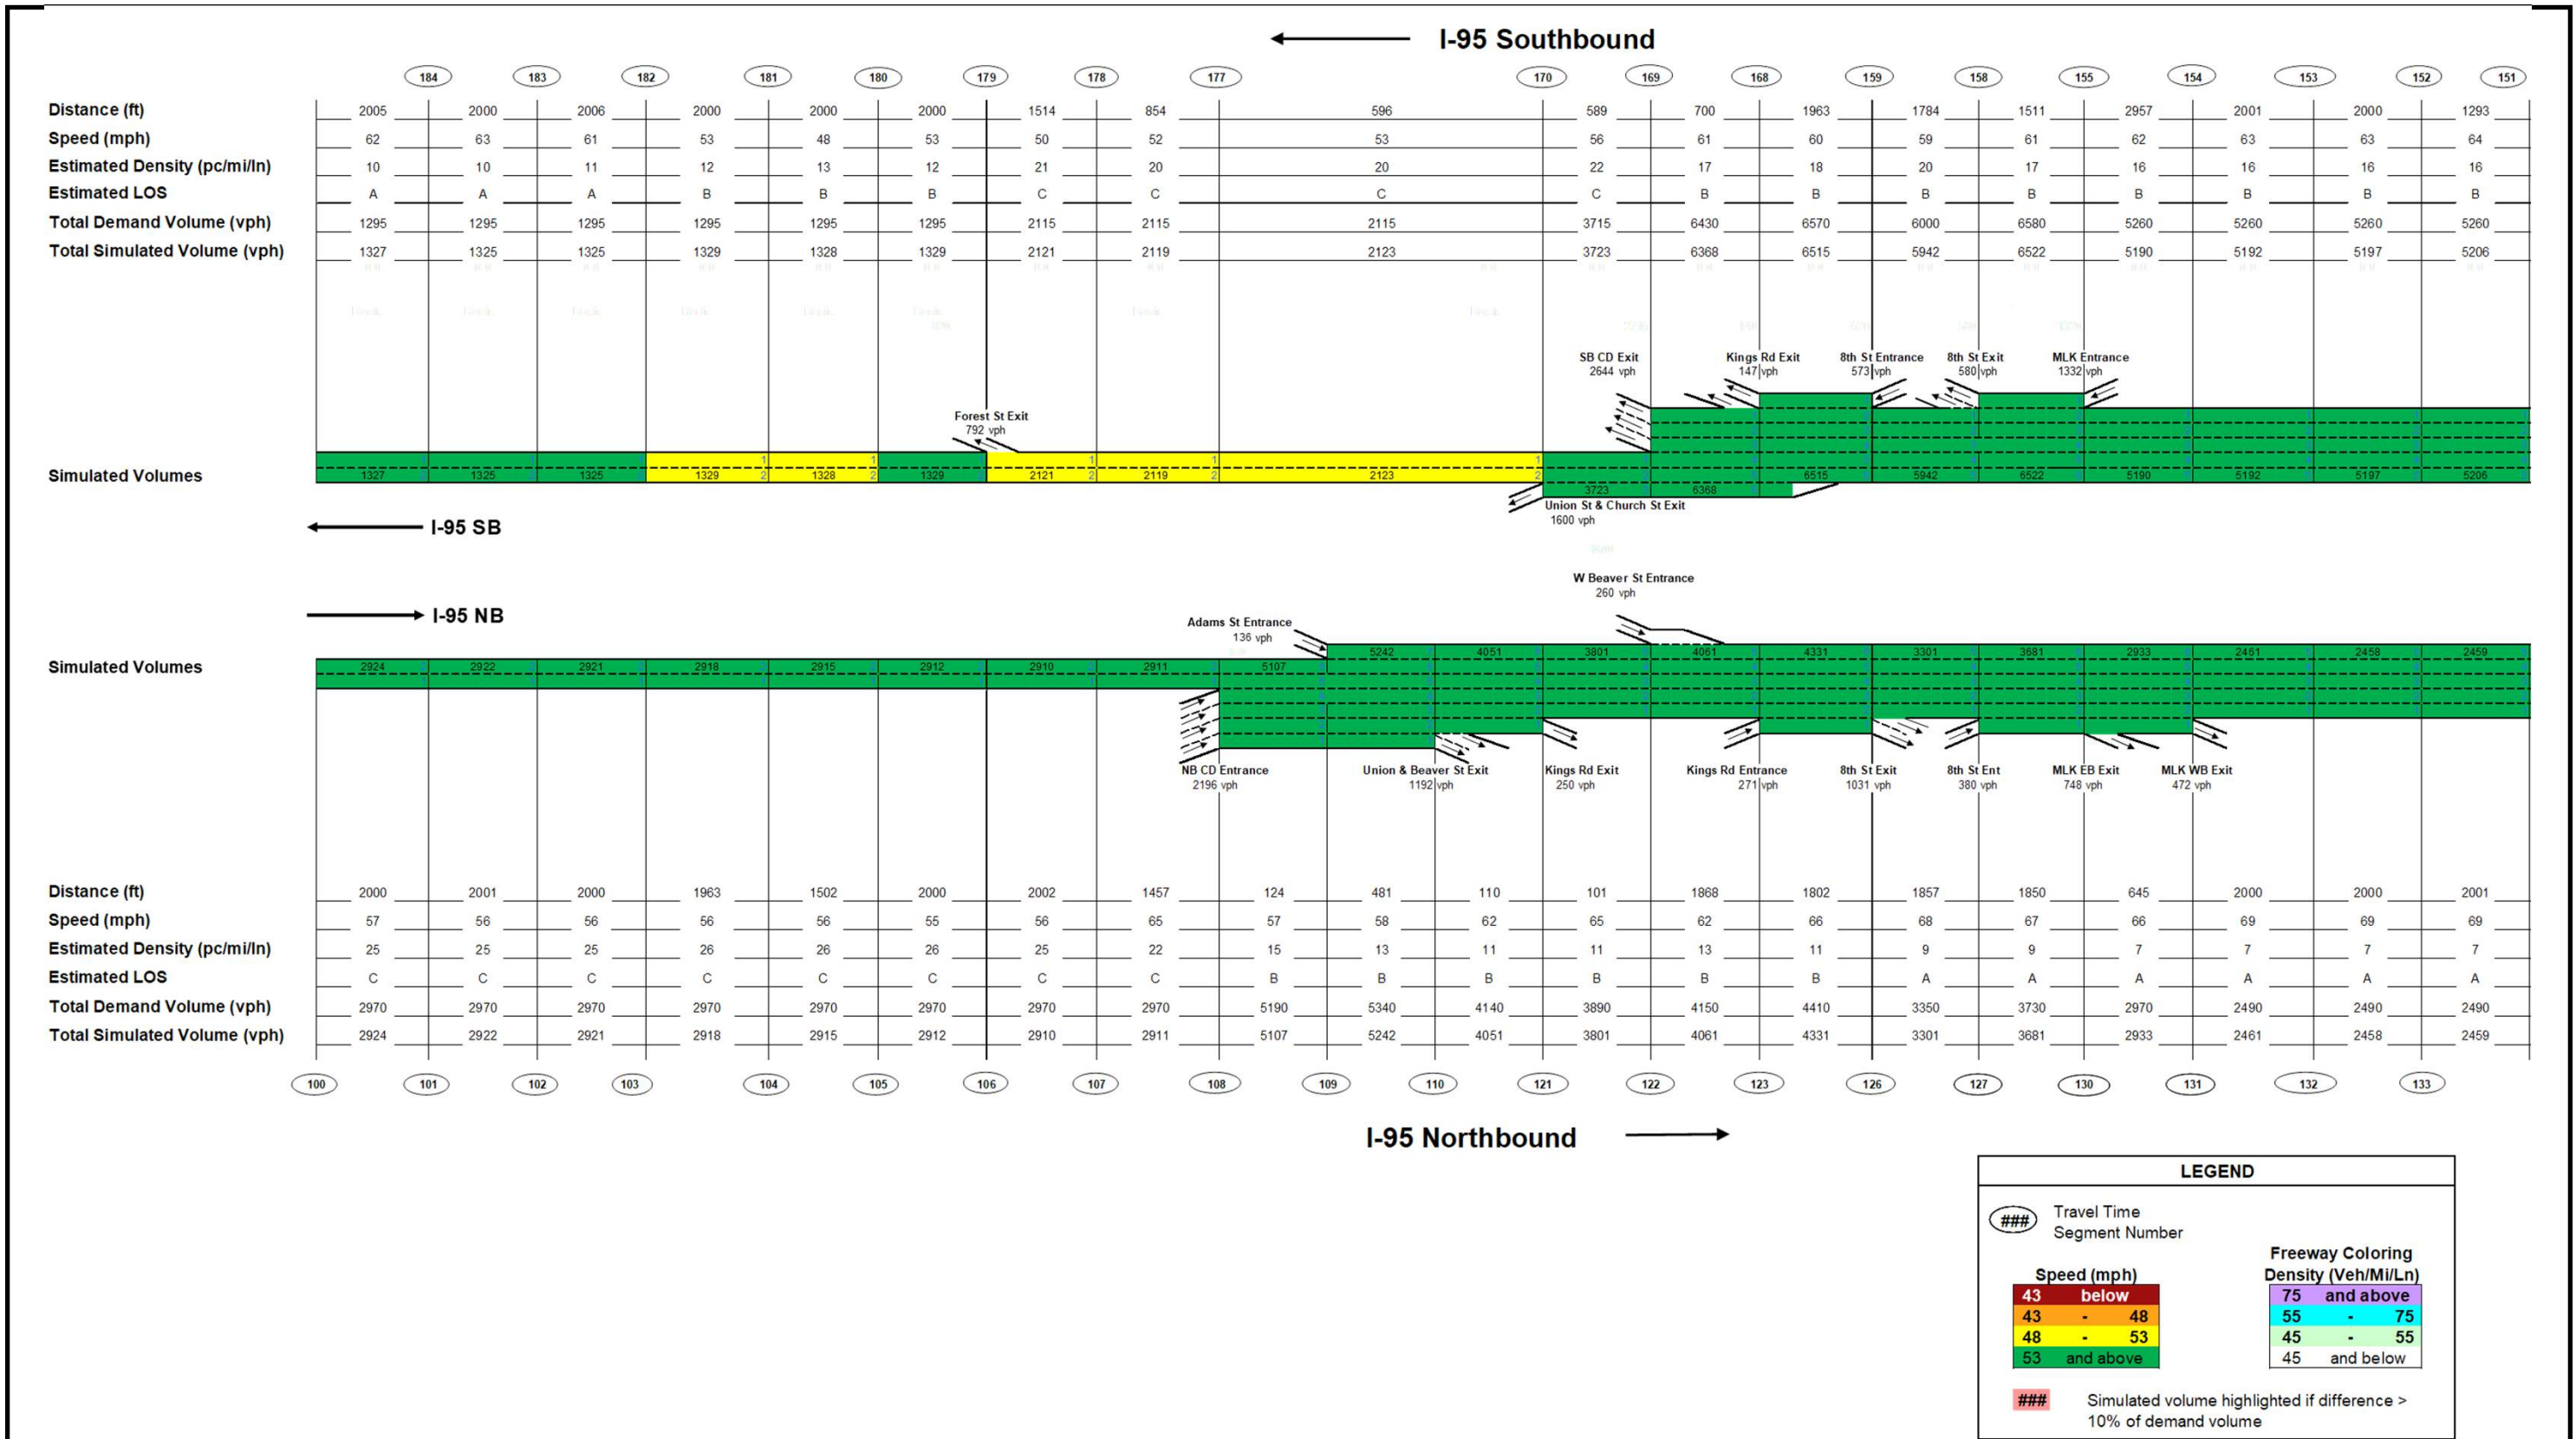 I-95 Southbound
184 183 182 181 180 179 178 177 170 169 168 159 158 155 154 153 152 151
Distance (ft) 2005 2000 2006 2000 2000 2000 1514 854 596 589 700 1963 1784 1511 2957 2001 2000 1293
Speed (mph) 62 63 61 53 48 53 50 52 53 56 61 60 59 61 62 63 63 64
Estimated Density (pc/mi/ln) 10 10 11 12 13 12 21 20 20 22 17 18 20 17 16 16 16 16
Estimated LOS A A A B B B C C C C B B B B B B B B
Total Demand Volume (vph) 1295 1295 1295 1295 1295 1295 2115 2115 2115 3715 6430 6570 6000 6580 5260 5260 5260 5260
Total Simulated Volume (vph) 1327 1325 1325 1329 1328 1329 2121 2119 2123 3723 6368 6515 5942 6522 5190 5192 5197 5206
SB CD Exit Kings Rd Exit 8th St Entrance 8th St Exit MLK Entrance
2644 vph 147 vph 573 vph 580 vph 1332 vph
Forest St Exit
792 vph
1 1 1 1 1
Simulated Volumes 1327 1325 1325 1329 2 1328 2 1329 2121 2 2119 2 2123 2 6515 5942 6522 5190 5192 5197 5206
3723 6368
Union St & Church St Exit
1600 vph
I-95 SB
W Beaver St Entrance
260 vph
I-95 NB
Adams St Entrance
136 vph
5242 4051 3801 4061 4331 3301 3681 2933 2461 2458 2459
Simulated Volumes 2924 2922 2921 2918 2915 2912 2910 2911 5107
NB CD Entrance Union & Beaver St Exit Kings Rd Exit Kings Rd Entrance 8th St Exit 8th St Ent MLK EB Exit MLK WB Exit
2196 vph 1192 vph 250 vph 271 vph 1031 vph 380 vph 748 vph 472 vph
Distance (ft) 2000 2001 2000 1963 1502 2000 2002 1457 124 481 110 101 1868 1802 1857 1850 645 2000 2000 2001
Speed (mph) 57 56 56 56 56 55 56 65 57 58 62 65 62 66 68 67 66 69 69 69
Estimated Density (pc/mi/ln) 25 25 25 26 26 26 25 22 15 13 11 11 13 11 9 9 7 7 7 7
Estimated LOS C C C C C C C C B B B B B B A A A A A A
Total Demand Volume (vph) 2970 2970 2970 2970 2970 2970 2970 2970 5190 5340 4140 3890 4150 4410 3350 3730 2970 2490 2490 2490
Total Simulated Volume (vph) 2924 2922 2921 2918 2915 2912 2910 2911 5107 5242 4051 3801 4061 4331 3301 3681 2933 2461 2458 2459
100 101 102 103 104 105 106 107 108 109 110 121 122 123 126 127 130 131 132 133
I-95 Northbound
LEGEND
### Travel Time
Segment Number
Freeway Coloring
Speed (mph) Density (Veh/Mi/Ln)
43 below 75 and above
43 - 48 55 - 75
48 - 53 45 - 55
53 and above 45 and below
### Simulated volume highlighted if difference >
10% of demand volume